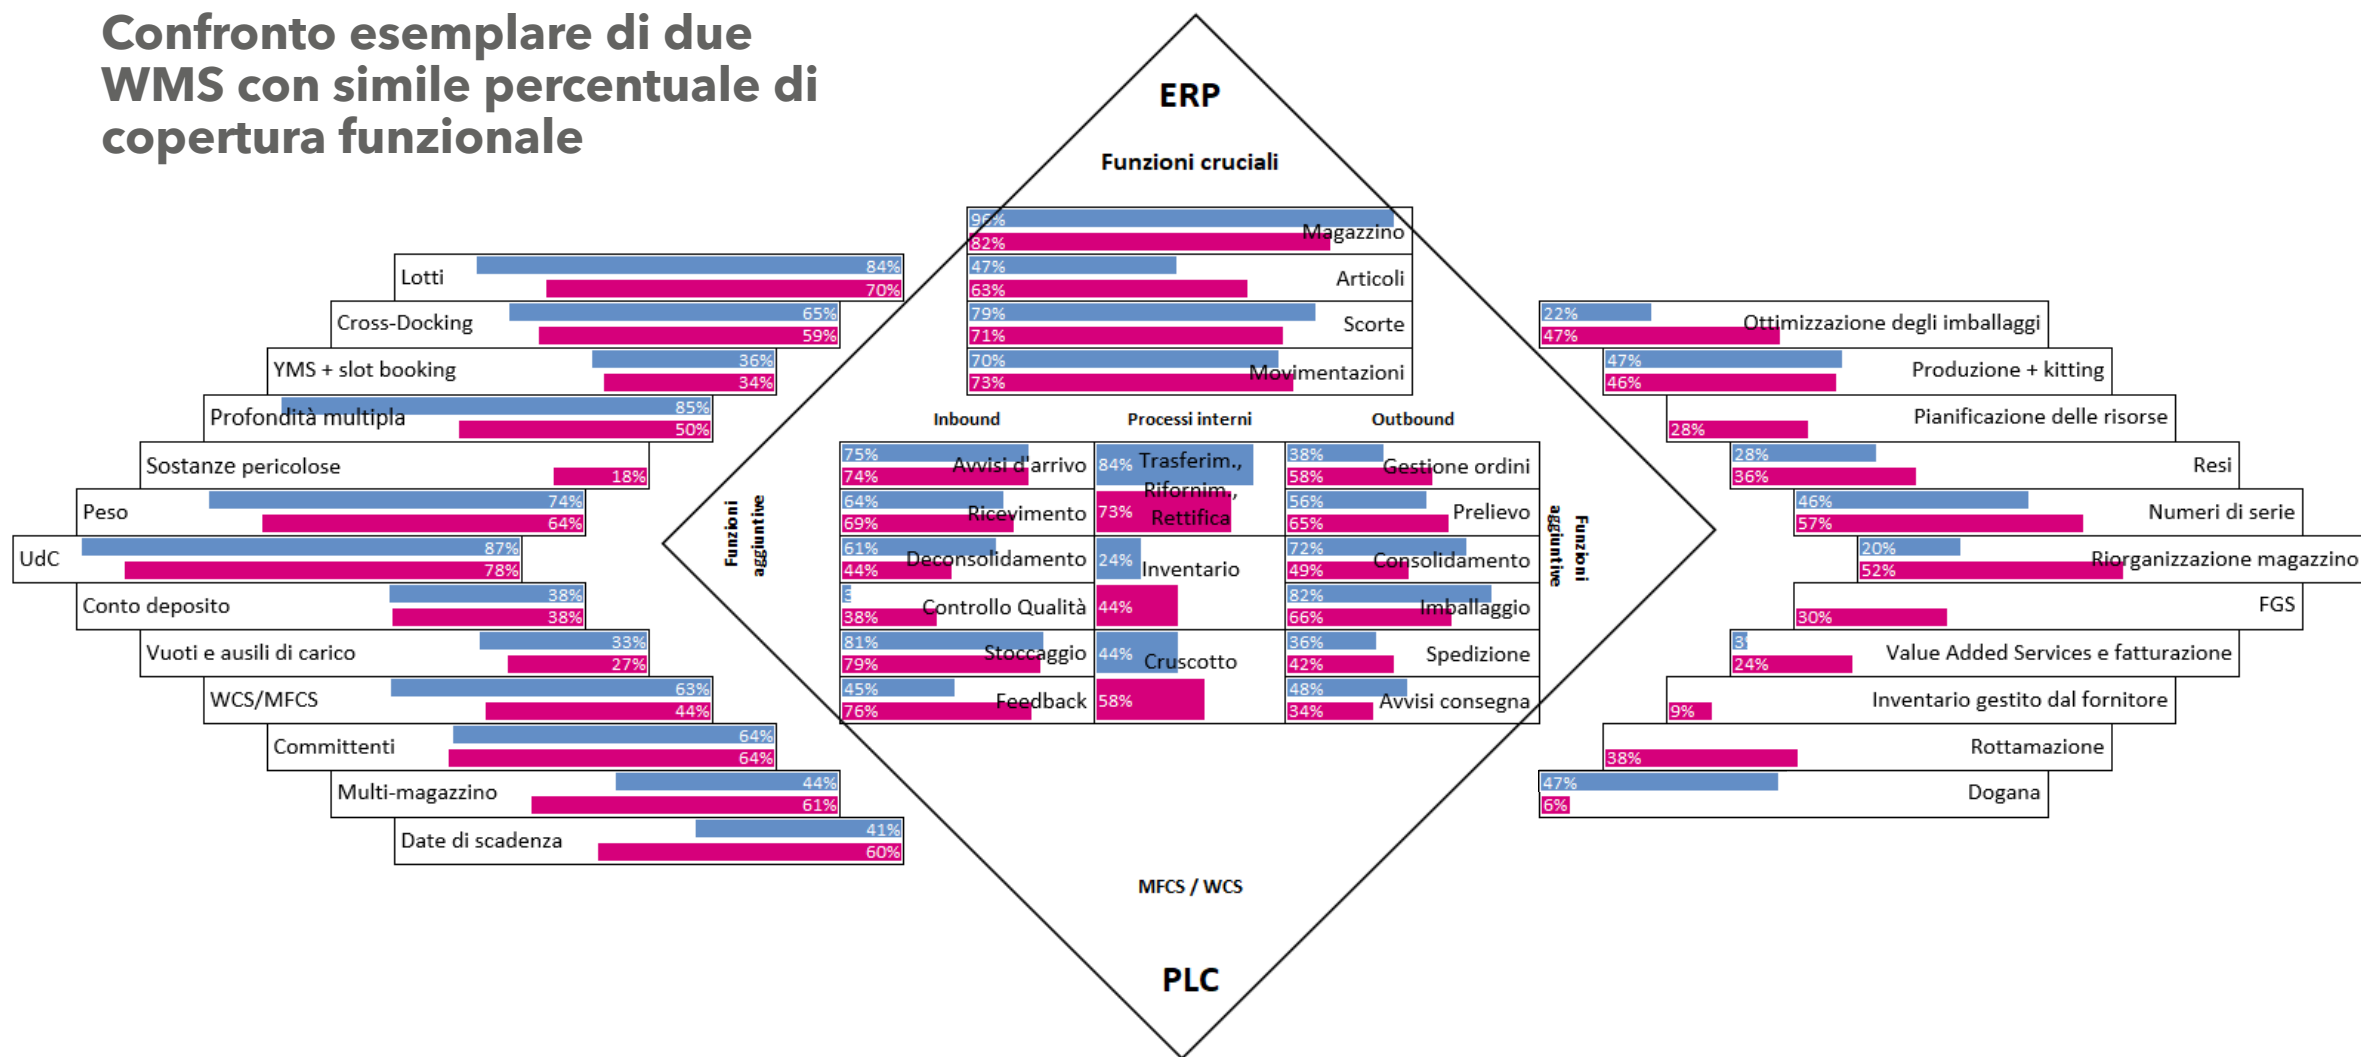 Confronto esemplare di due
WMS con simile percentuale di
copertura funzionale
ERP
Funzioni cruciali
96%
82%
Magazzino
47%
63%
Articoli
79%
71%
Scorte
70%
73%
Movimentazioni
Lotti
84%
70%
Cross-Docking
65%
59%
YMS + slot booking
36%
34%
Profondità multipla
85%
50%
Sostanze pericolose
18%
Peso
74%
64%
UdC
87%
78%
Conto deposito
38%
38%
Vuoti e ausili di carico
33%
27%
WCS/MFCS
63%
44%
Committenti
64%
64%
Multi-magazzino
44%
61%
Date di scadenza
41%
60%
Funzioni
aggiuntive
Inbound
75%
74%
Avvisi d'arrivo
64%
69%
Ricevimento
61%
44%
Deconsolidamento
3
38%
Controllo Qualità
81%
79%
Stoccaggio
45%
76%
Feedback
Processi interni
84%
73%
Trasferim.,
Rifornim.,
Rettifica
24%
44%
Inventario
44%
58%
Cruscotto
Outbound
38%
58%
Gestione ordini
56%
65%
Prelievo
72%
49%
Consolidamento
82%
66%
Imballaggio
36%
42%
Spedizione
48%
34%
Avvisi consegna
Funzioni
aggiuntive
22%
47%
Ottimizzazione degli imballaggi
47%
46%
Produzione + kitting
28%
Pianificazione delle risorse
28%
36%
Resi
46%
57%
Numeri di serie
20%
52%
Riorganizzazione magazzino
30%
FGS
3
24%
Value Added Services e fatturazione
9%
Inventario gestito dal fornitore
38%
Rottamazione
47%
6%
Dogana
MFCS / WCS
PLC